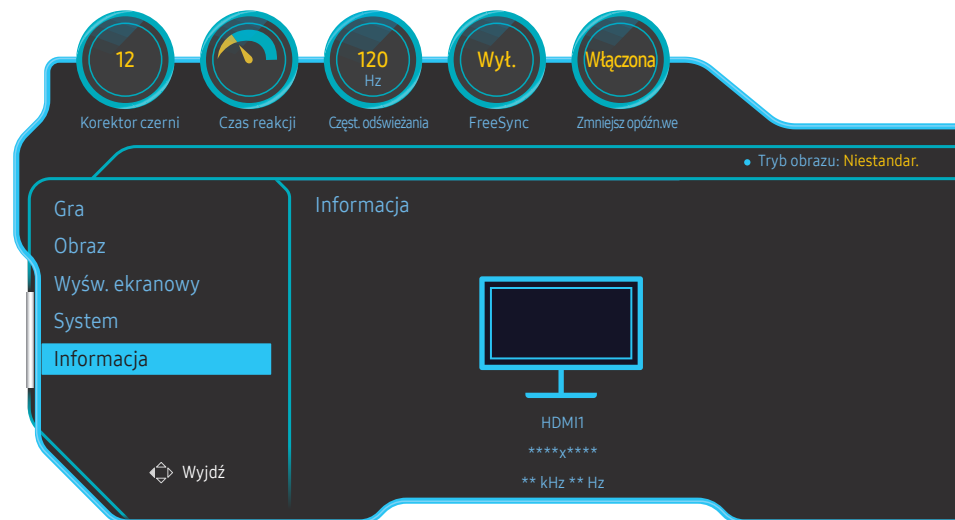 12
120
Hz
Wył.
Włączona
Korektor czerni
Czas reakcji
Częst. odświeżania
FreeSync
Zmniejsz opóźn.we
• Tryb obrazu: Niestandar.
Gra
Obraz
Wyśw. ekranowy
System
Informacja
Informacja
HDMI1
****x****
** kHz ** Hz
Wyjdź